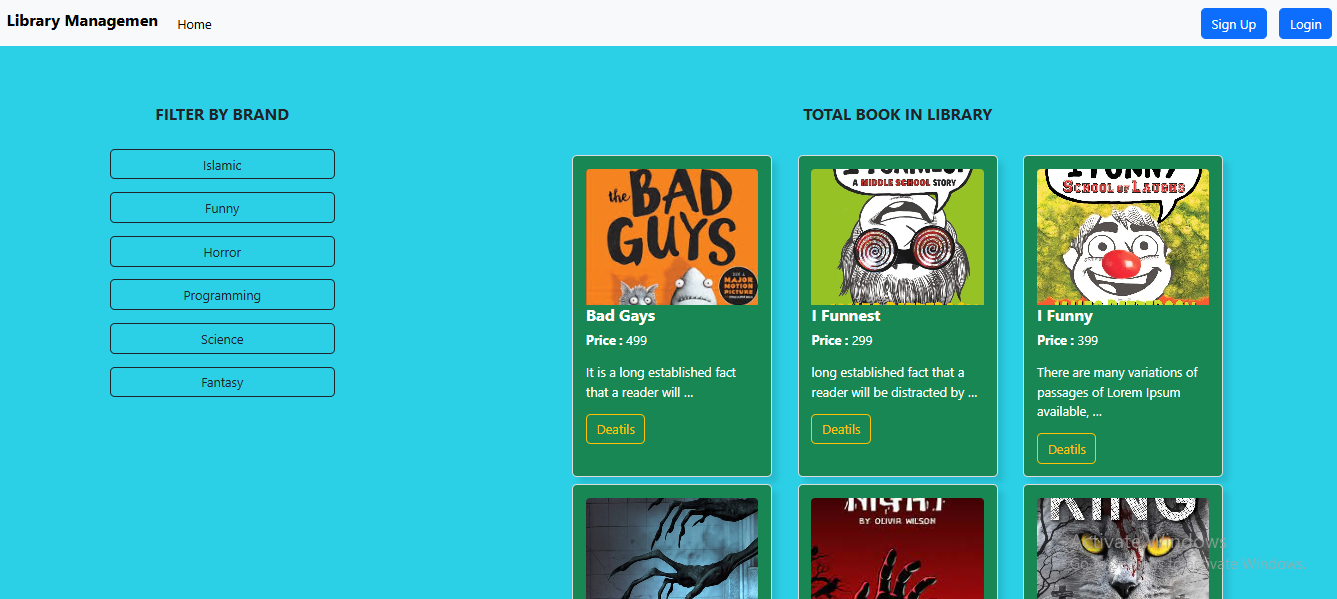 Library Managemen
Home
Sign Up
Login
FILTER BY BRAND
Islamic
Funny
Horror
Programming
Science
Fantasy
TOTAL BOOK IN LIBRARY
the BAD
GUYS
NOW A
MAJOR
MOTION
PICTURE
Bad Gays
Price : 499
It is a long established fact
that a reader will ...
Deatils
A MIDDLE SCHOOL STORY
I Funnest
Price : 299
long established fact that a
reader will be distracted by ...
Deatils
I FUNNY
SCHOOL OF LAUGHS
I Funny
Price : 399
There are many variations of
passages of Lorem Ipsum
available, ...
Deatils
BY OLIVIA WILSON
KING
Activate Windows
Go to Settings to activate Windows.